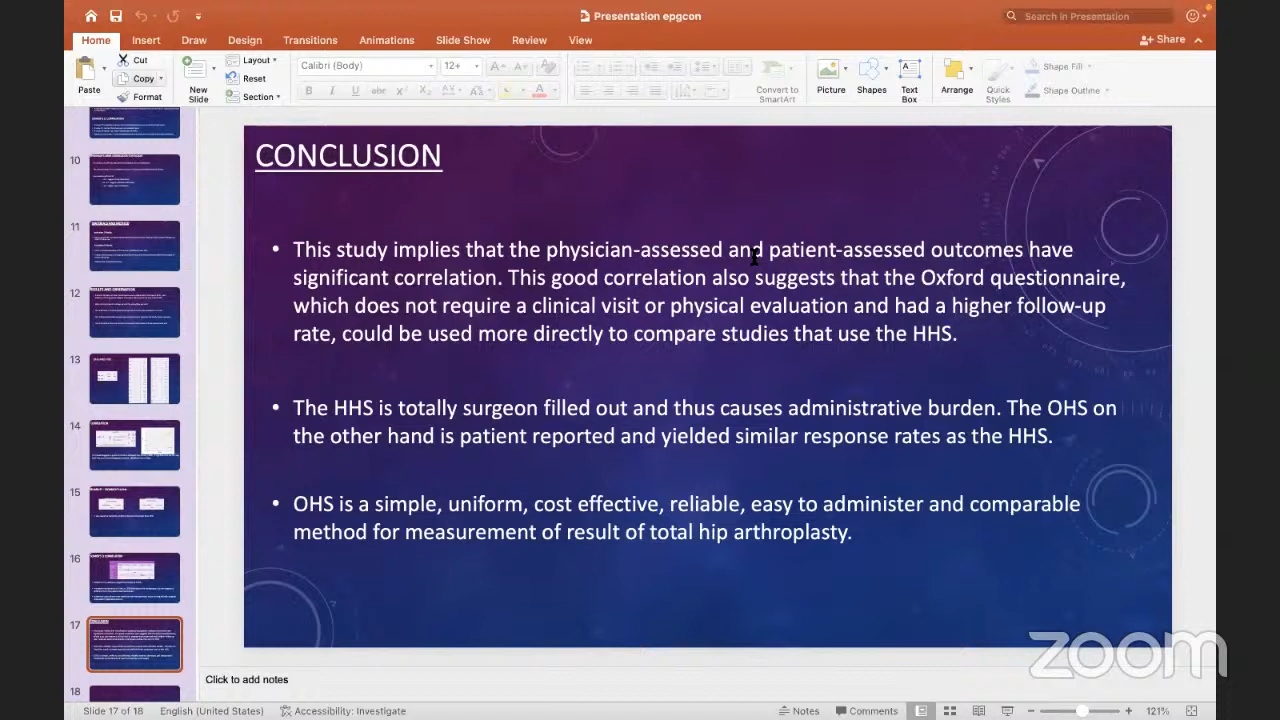 Presentation epgcon
Search in Presentation
Home Insert Draw Design Transitions Animations Slide Show Review View
Share
Paste
Cut
Copy
Format
New Slide
Layout
Reset
Section
Calibri (Body)
12+
Convert to SmartArt
Picture
Shapes
Text Box
Arrange
Quick Styles
Shape Fill
Shape Outline
10
11
12
13
14
15
16
17
18
CONCLUSION
• This study implies that the physician-assessed and patient-reported outcomes have
significant correlation. This good correlation also suggests that the Oxford questionnaire,
which does not require a hospital visit or physical evaluation and have a higher follow-up
rate, could be used more directly to compare studies that use the HHS.
• The HHS is totally surgeon filled out and thus causes administrative burden. The OHS on
the other hand is patient reported and yielded similar response rates as the HHS.
• OHS is a simple, uniform, cost effective, reliable, easy to administer and comparable
method for measurement of result of total hip arthroplasty.
zoom
Click to add notes
Slide 17 of 18 English (United States) Accessibility: Investigate Notes Comments 121%